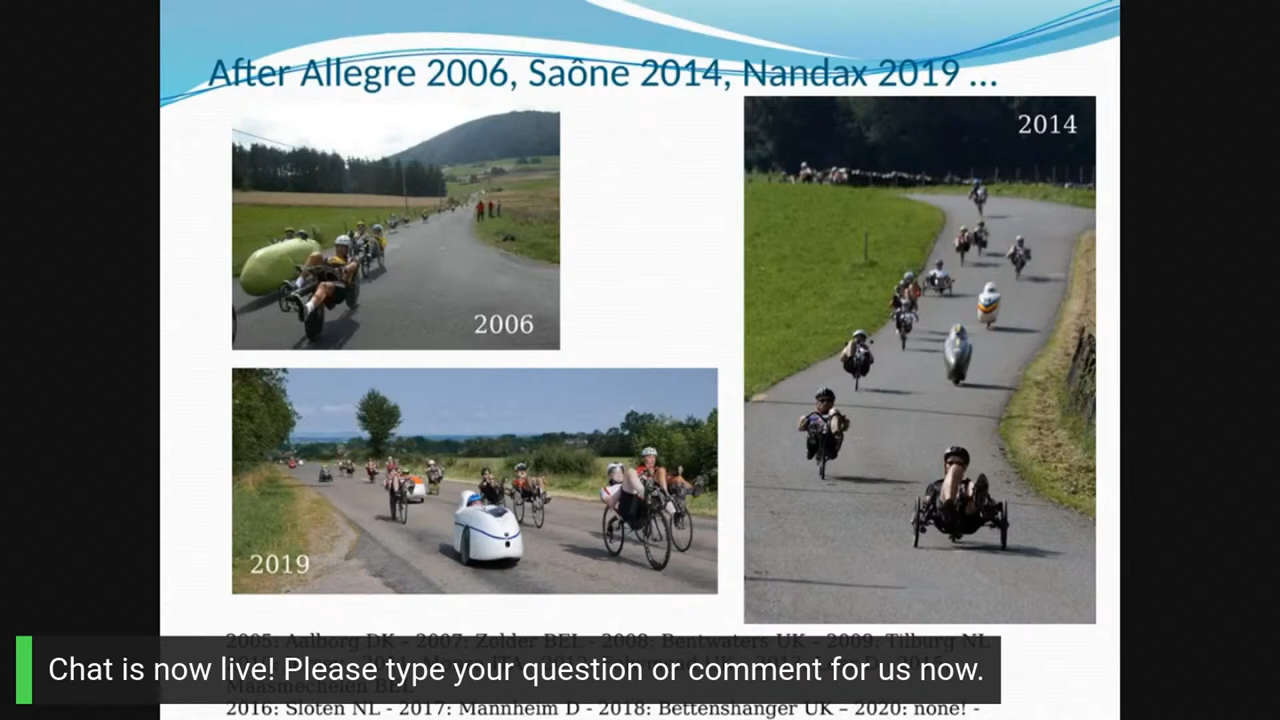 After Allegre 2006, Saône 2014, Nandax 2019 ...
2014
2006
2019
2005: Aalborg DK - 2007: Zolder BEL - 2008: Bentwaters UK - 2009: Tilburg NL
Maasmechelen BEL
Chat is now live! Please type your question or comment for us now.
2016: Sloten NL - 2017: Mannheim D - 2018: Bettenshanger UK – 2020: none! -